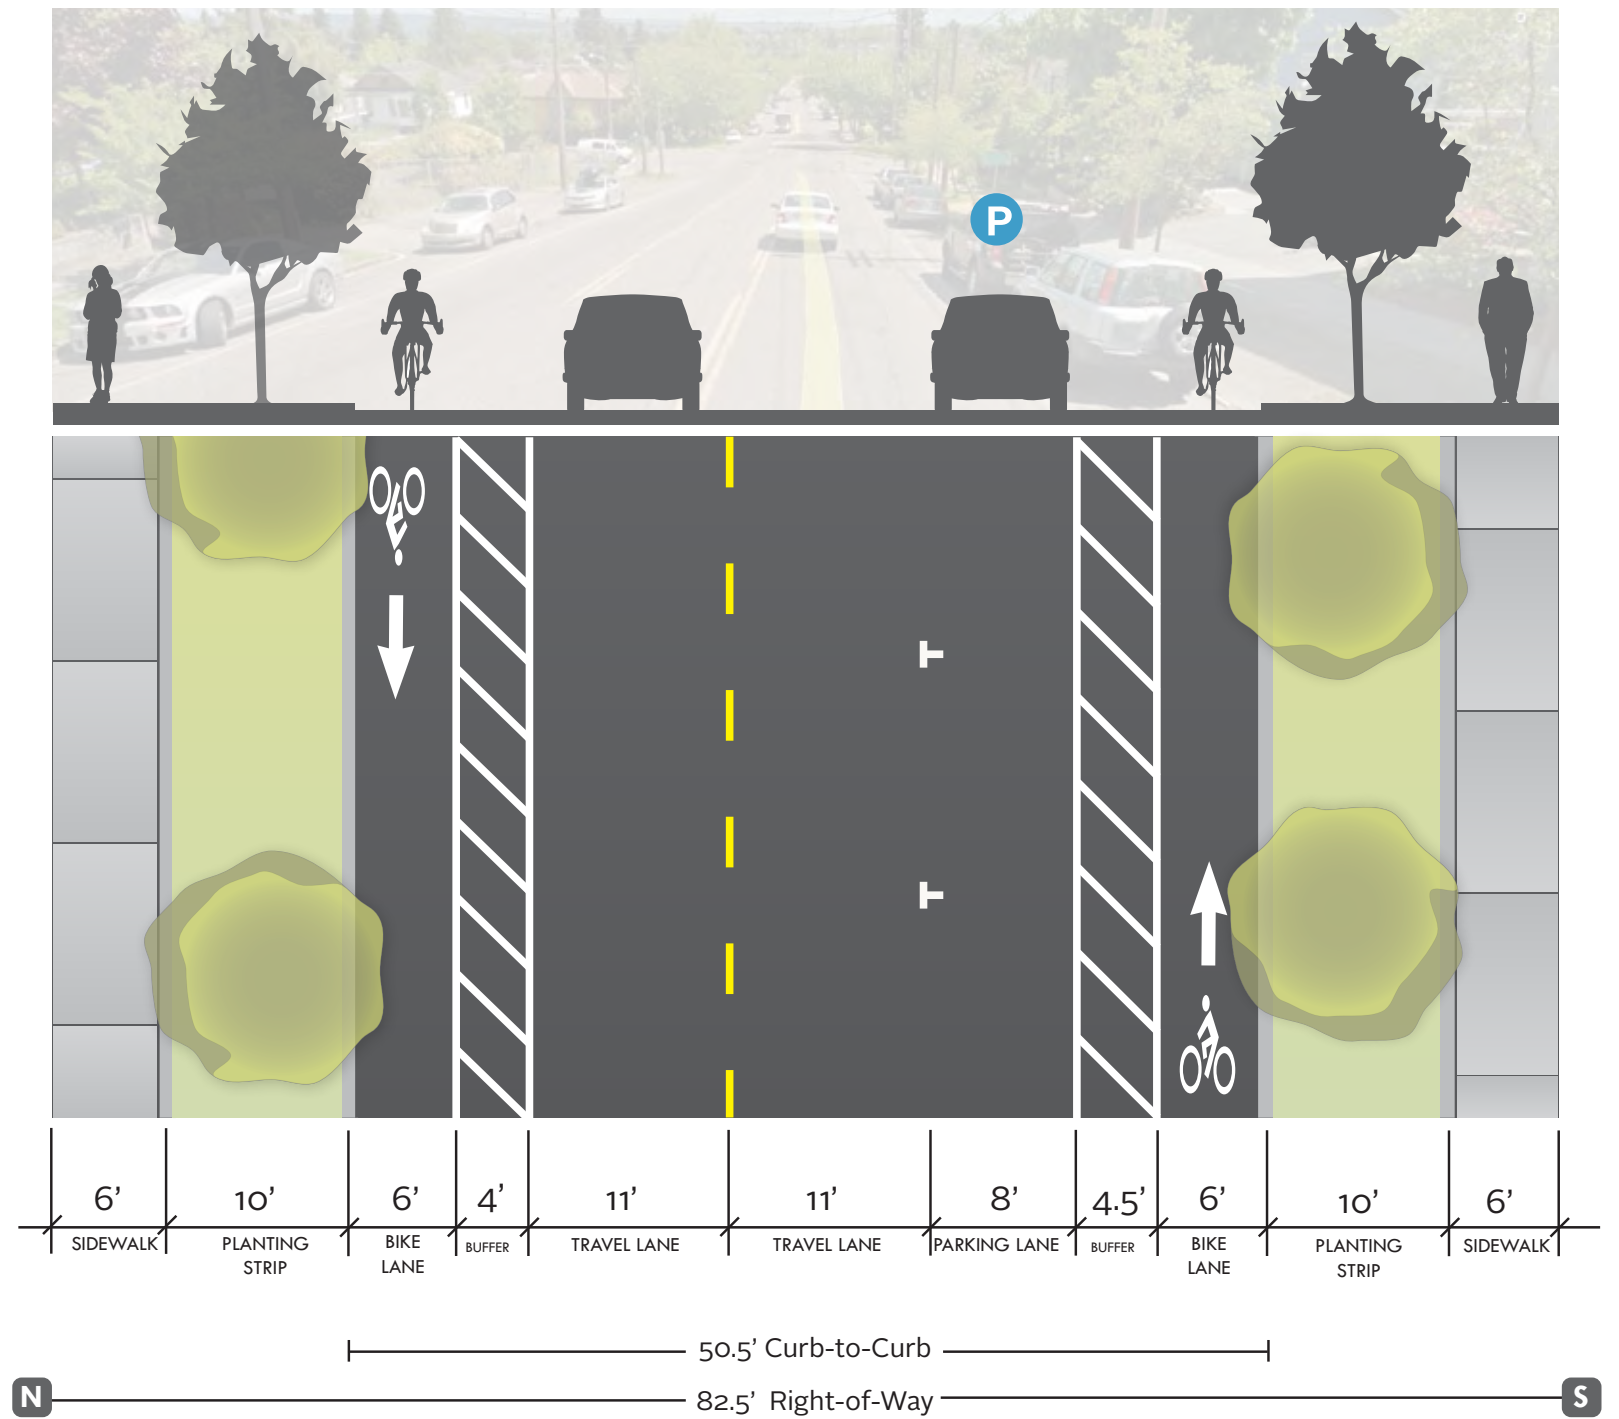 P
T
T
6’ 10’ 6’ 4’ 11’ 11’ 8’ 4.5’ 6’ 10’ 6’
SIDEWALK PLANTING STRIP BIKE LANE BUFFER TRAVEL LANE TRAVEL LANE PARKING LANE BUFFER BIKE LANE PLANTING STRIP SIDEWALK
50.5’ Curb-to-Curb
N 82.5’ Right-of-Way S